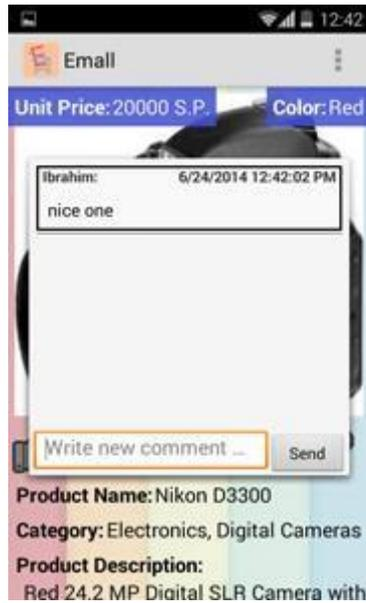 12:42
Emall
Unit Price: 20000 S.P. Color: Red
Ibrahim: 6/24/2014 12:42:02 PM
nice one
Write new comment ...
Send
Product Name: Nikon D3300
Category: Electronics, Digital Cameras
Product Description:
Red 24.2 MP Digital SLR Camera with